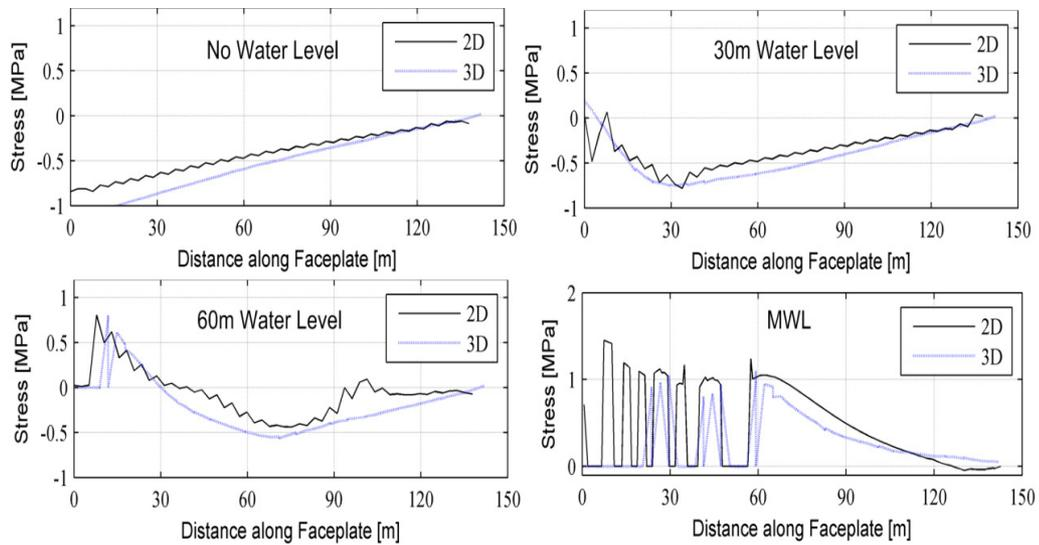 No Water Level
2D
3D
Stress [MPa]
1
0.5
0
-0.5
-1
0 30 60 90 120 150
Distance along Faceplate [m]
30m Water Level
2D
3D
Stress [MPa]
1
0.5
0
-0.5
-1
0 30 60 90 120 150
Distance along Faceplate [m]
60m Water Level
2D
3D
Stress [MPa]
1
0.5
0
-0.5
-1
0 30 60 90 120 150
Distance along Faceplate [m]
MWL
2D
3D
Stress [MPa]
2
1
0
0 30 60 90 120 150
Distance along Faceplate [m]